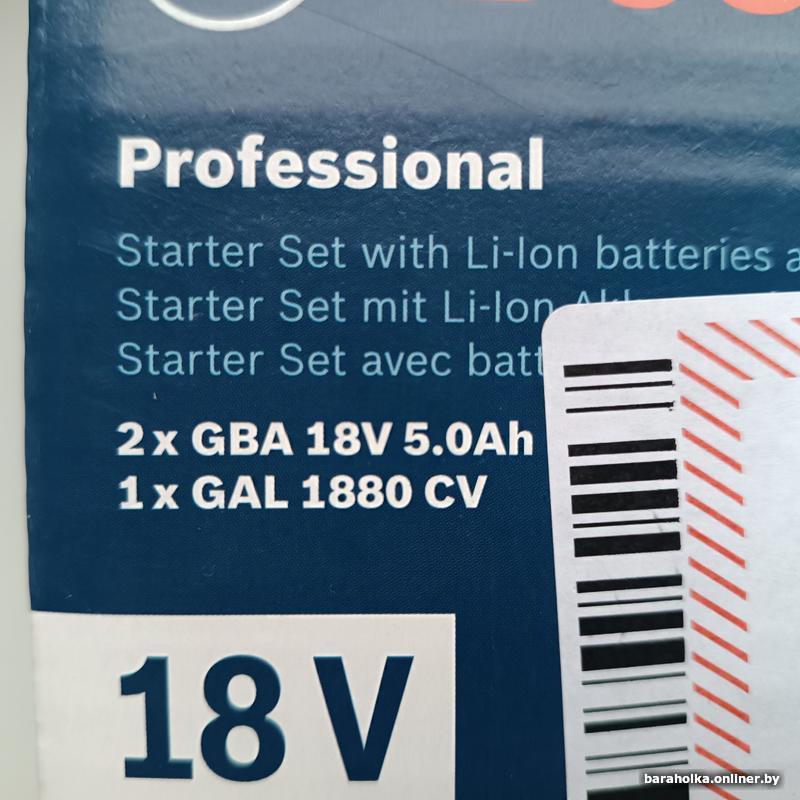 Professional
Starter Set with Li-Ion batteries
Starter Set mit Li-Ion
Starter Set avec
2 x GBA 18V 5.0Ah
1 x GAL 1880 CV
18 V
baraholka.onliner.by